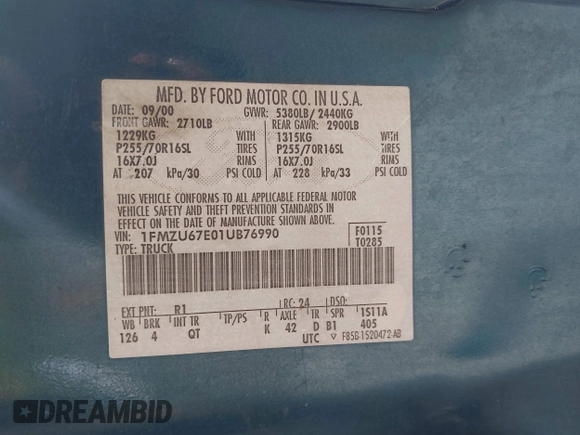 MFD. BY FORD MOTOR CO. IN U.S.A.
DATE: 09/00 GVWR: 5380LB/ 2440KG
FRONT GAWR: 2710LB REAR GAWR: 2900LB
1229KG WITH 1315KG WITH
P255/70R16SL TIRES P255/70R16SL TIRES
16X7.0J RIMS 16X7.0J RIMS
AT 207 kPa/30 PSI COLD AT 228 kPa/33 PSI COLD
THIS VEHICLE CONFORMS TO ALL APPLICABLE FEDERAL MOTOR
VEHICLE SAFETY AND THEFT PREVENTION STANDARDS IN
EFFECT ON THE DATE OF MANUFACTURE SHOWN ABOVE.
VIN: 1FMZU67E01UB76990 F0115
TYPE: TRUCK T0285
EXT PNT: R1 RC: 24 DSO:
WB BRK INT TR TP/PS R AXLE TR SPR 1S11A
126 4 QT K 42 D B1 405
UTC ▽ F85B-1520472-AB
DREAMBID